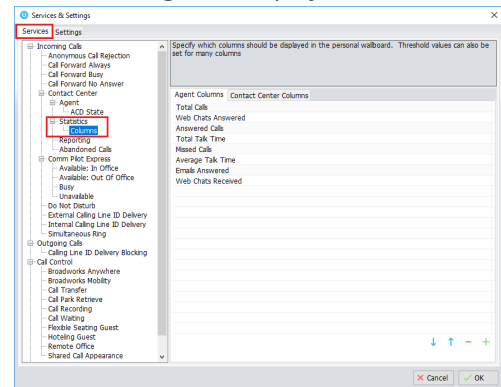 Services & Settings
Services Settings
Incoming Calls
Anonymous Call Rejection
Call Forward Always
Call Forward Busy
Call Forward No Answer
Contact Center
Agent
ACD State
Statistics
Columns
Reporting
Abandoned Calls
Comm Pilot Express
Available: In Office
Available: Out Of Office
Busy
Unavailable
Do Not Disturb
External Calling Line ID Delivery
Internal Calling Line ID Delivery
Simultaneous Ring
Outgoing Calls
Calling Line ID Delivery Blocking
Call Control
Broadworks Anywhere
Broadworks Mobility
Call Transfer
Call Park Retrieve
Call Recording
Call Waiting
Flexible Seating Guest
Hoteling Guest
Remote Office
Shared Call Appearance
Specify which columns should be displayed in the personal wallboard. Threshold values can also be
set for many columns
Agent Columns Contact Center Columns
Total Calls
Web Chats Answered
Answered Calls
Total Talk Time
Missed Calls
Average Talk Time
Emails Answered
Web Chats Received
Cancel OK